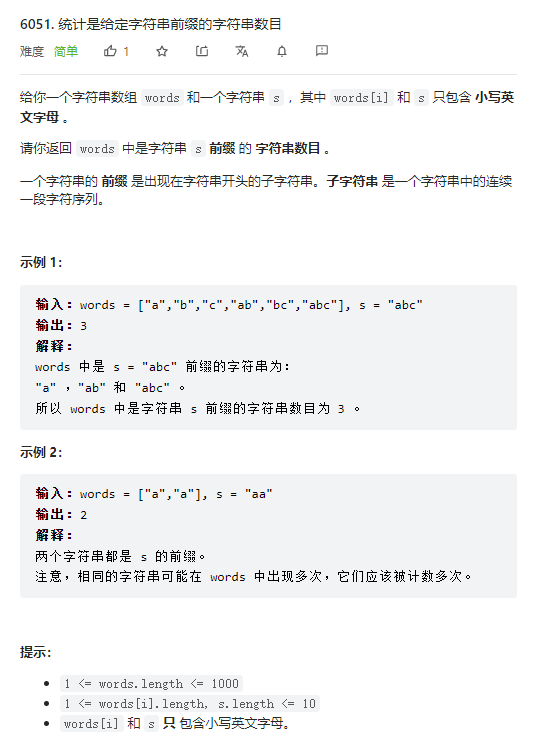 6051. 统计是给定字符串前缀的字符串数目
难度 简单 1
给你一个字符串数组 words 和一个字符串 s ，其中 words[i] 和 s 只包含 小写英
文字母 。
请你返回 words 中是字符串 s 前缀 的 字符串数目 。
一个字符串的 前缀 是出现在字符串开头的子字符串。子字符串 是一个字符串中的连续
一段字符序列。
示例 1：
输入：words = ["a","b","c","ab","bc","abc"], s = "abc"
输出：3
解释：
words 中是 s = "abc" 前缀的字符串为：
"a" ，"ab" 和 "abc" 。
所以 words 中是字符串 s 前缀的字符串数目为 3 。
示例 2：
输入：words = ["a","a"], s = "aa"
输出：2
解释：
两个字符串都是 s 的前缀。
注意，相同的字符串可能在 words 中出现多次，它们应该被计数多次。
提示：
1 <= words.length <= 1000
1 <= words[i].length, s.length <= 10
words[i] 和 s 只 包含小写英文字母。